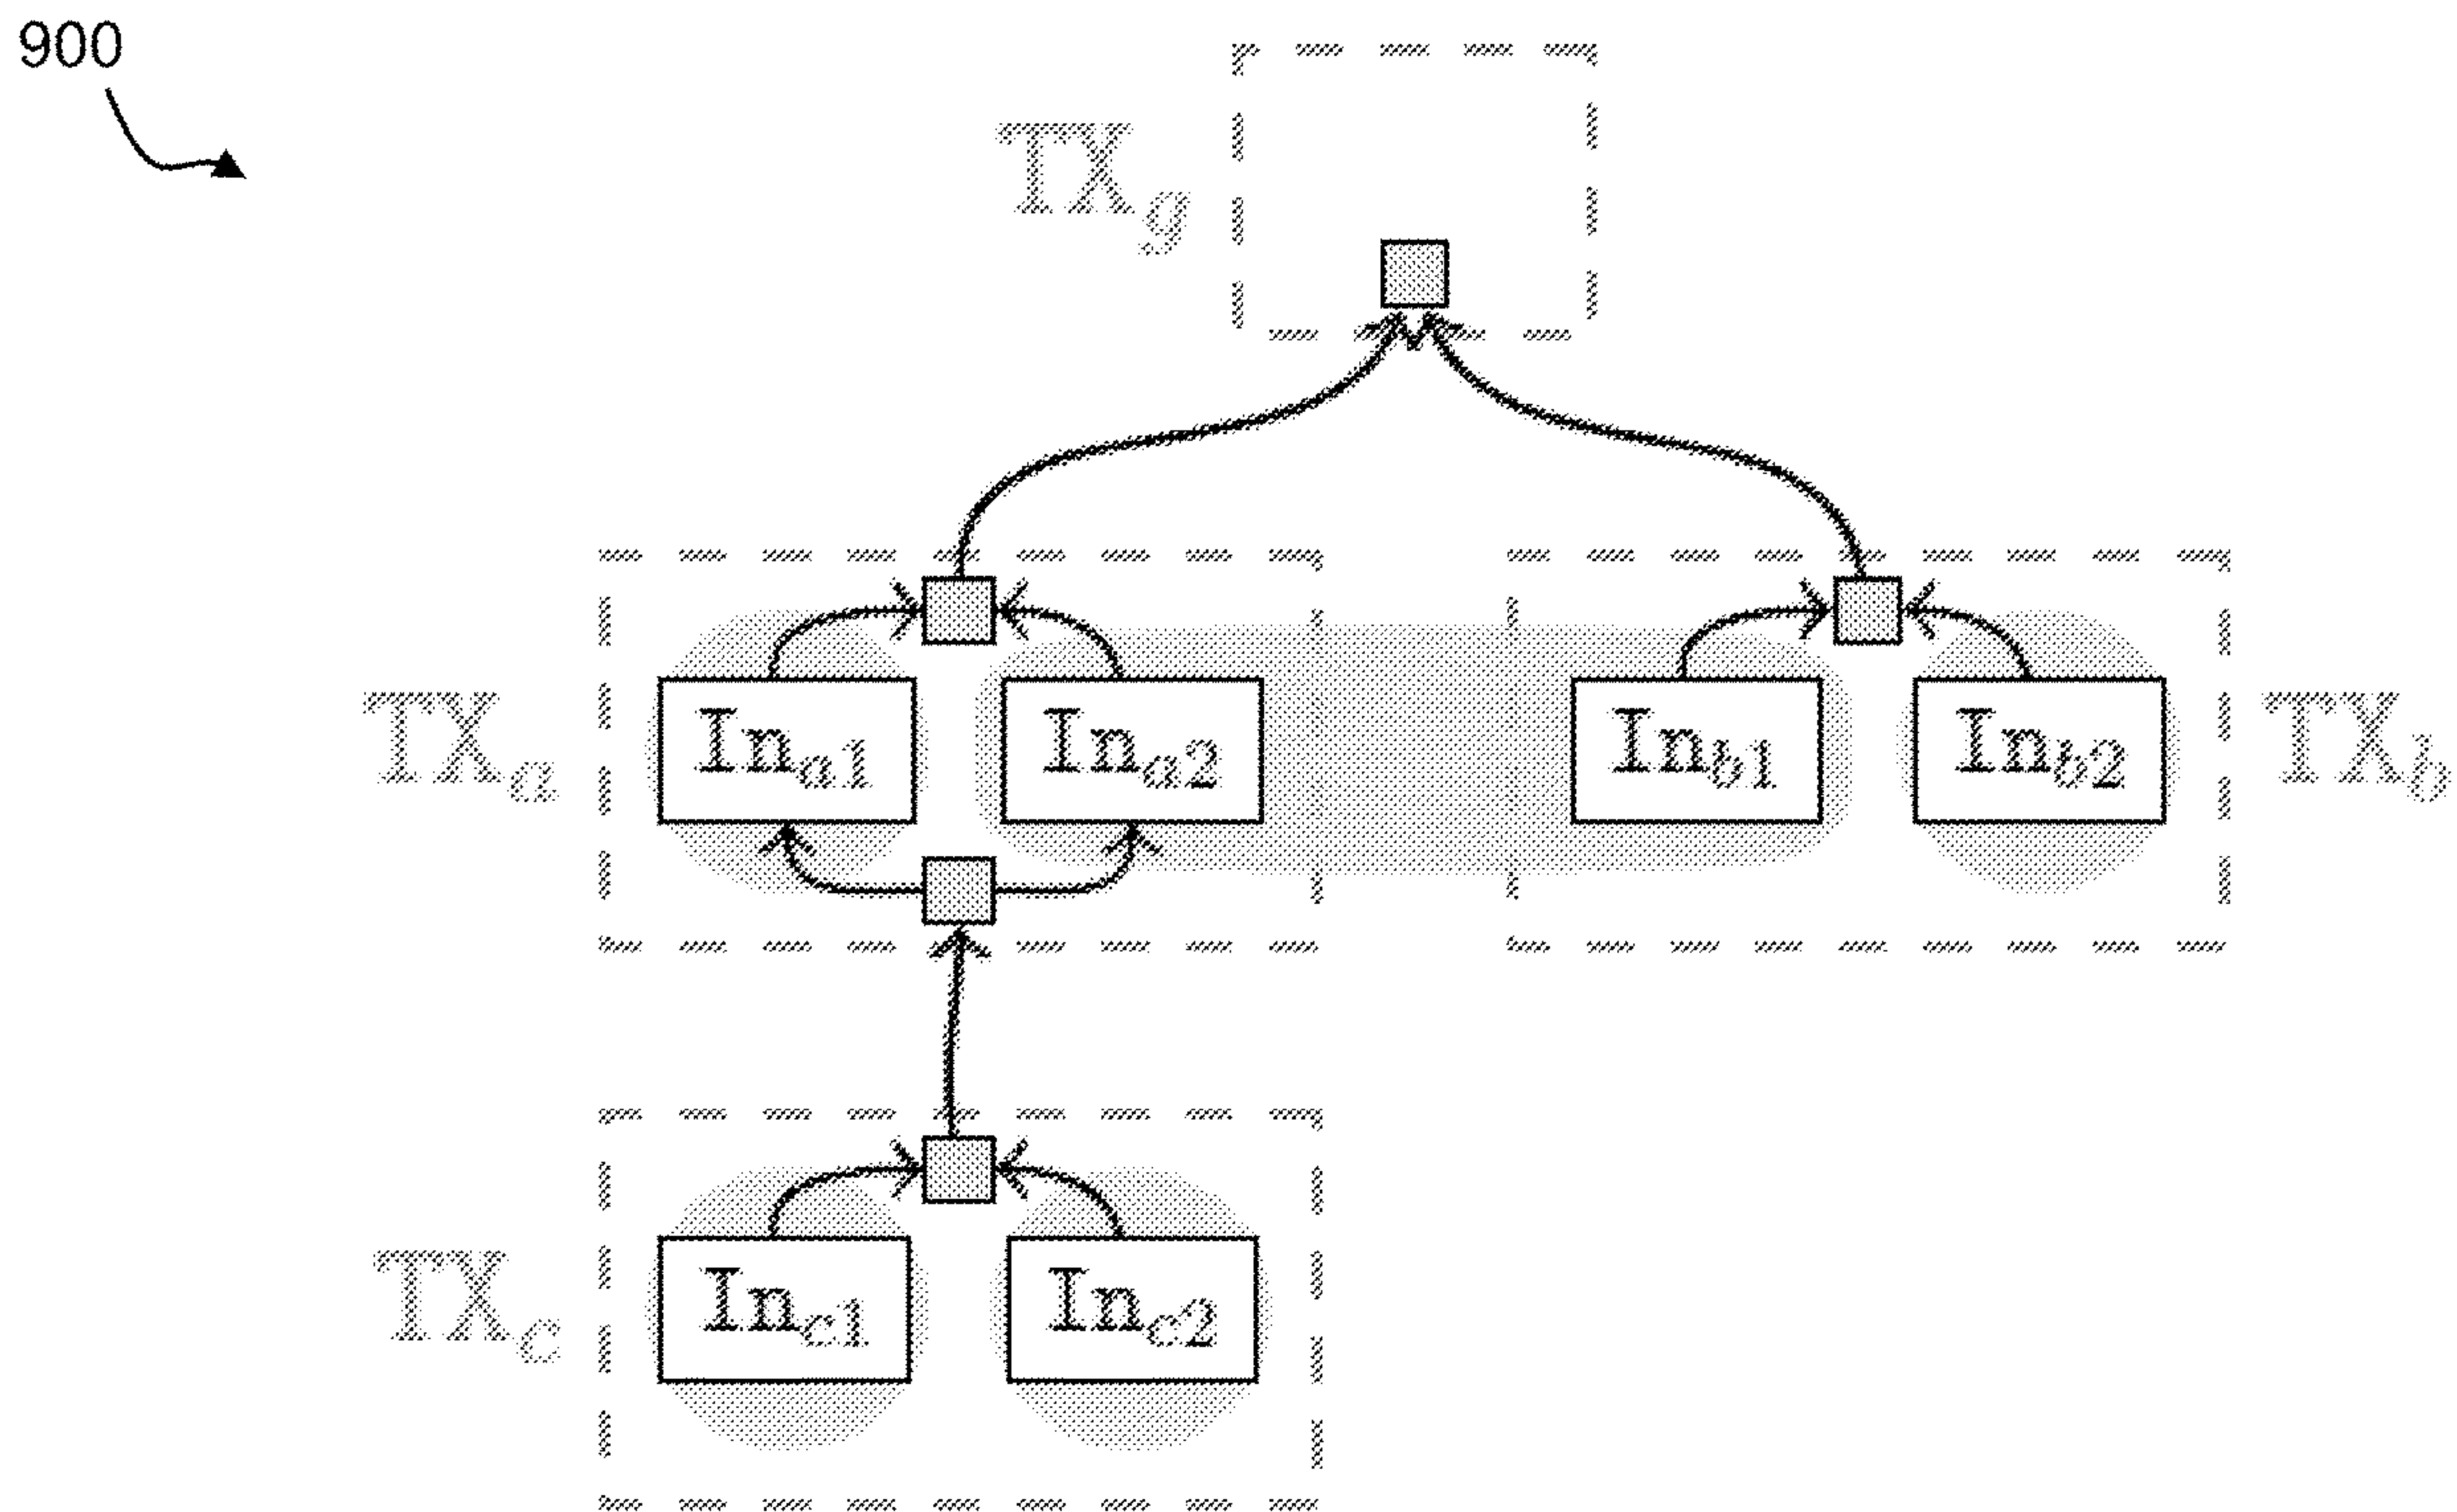 900
TXg
TXa
Ina1
Ina2
Inb1
Inb2
TXb
TXc
Inc1
Inc2